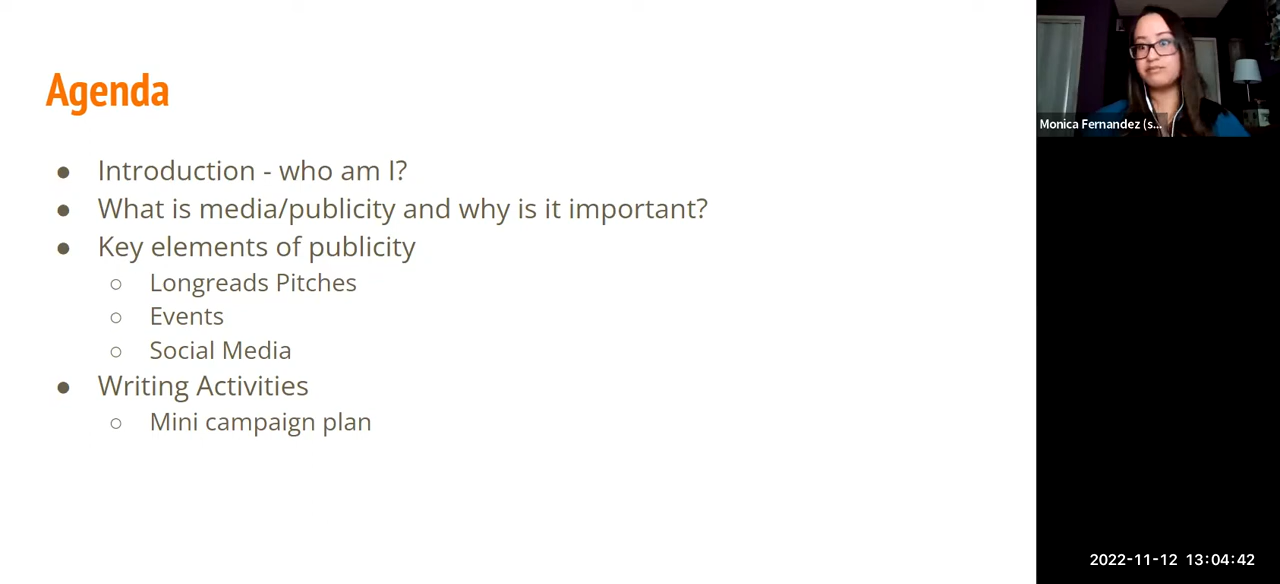 Agenda
● Introduction - who am I?
● What is media/publicity and why is it important?
● Key elements of publicity
○ Longreads Pitches
○ Events
○ Social Media
● Writing Activities
○ Mini campaign plan
Monica Fernandez (s...
2022-11-12 13:04:42